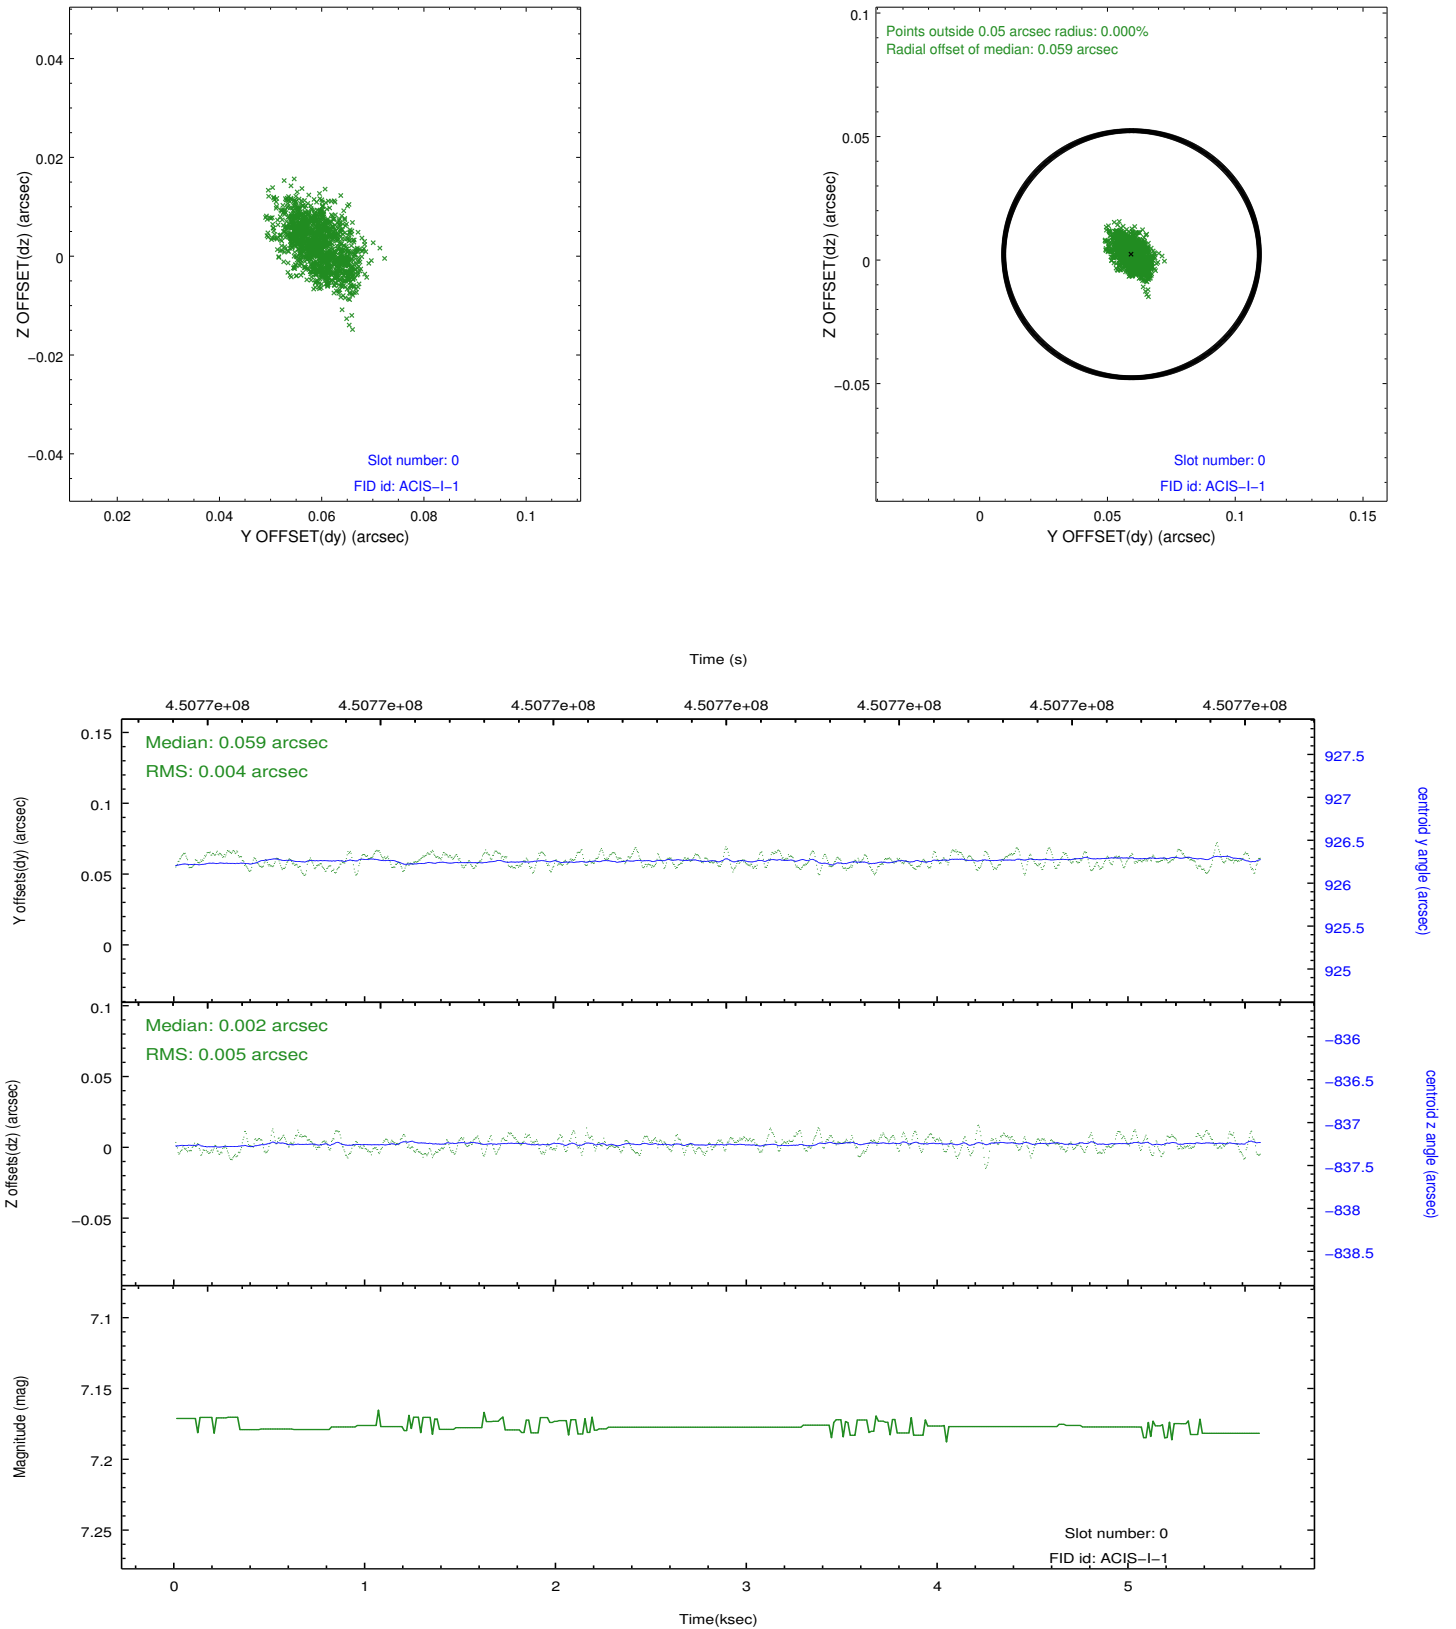 0.04
0.02
0
−0.02
−0.04
Z OFFSET(dz) (arcsec)
Slot number: 0
FID id: ACIS−I−1
0.02 0.04 0.06 0.08 0.1
Y OFFSET(dy) (arcsec)
Points outside 0.05 arcsec radius: 0.000%
Radial offset of median: 0.059 arcsec
0.1
0.05
0
−0.05
Z OFFSET(dz) (arcsec)
Slot number: 0
FID id: ACIS−I−1
0 0.05 0.1 0.15
Y OFFSET(dy) (arcsec)
Time (s)
4.5077e+08 4.5077e+08 4.5077e+08 4.5077e+08 4.5077e+08 4.5077e+08 4.5077e+08
Median: 0.059 arcsec
RMS: 0.004 arcsec
0.15
0.1
0.05
0
Y offsets(dy) (arcsec)
927.5
927
926.5
926
925.5
925
centroid y angle (arcsec)
Median: 0.002 arcsec
RMS: 0.005 arcsec
0.1
0.05
0
−0.05
Z offsets(dz) (arcsec)
−836
−836.5
−837
−837.5
−838
−838.5
centroid z angle (arcsec)
7.1
7.15
7.2
7.25
Magnitude (mag)
Slot number: 0
FID id: ACIS−I−1
0 1 2 3 4 5
Time(ksec)